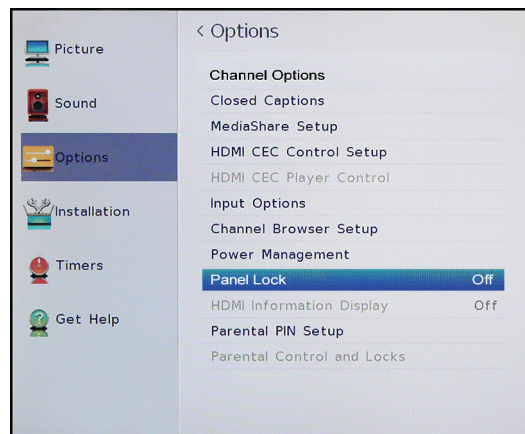 Picture
Sound
Options
Installation
Timers
Get Help
< Options
Channel Options
Closed Captions
MediaShare Setup
HDMI CEC Control Setup
HDMI CEC Player Control
Input Options
Channel Browser Setup
Power Management
Panel Lock Off
HDMI Information Display Off
Parental PIN Setup
Parental Control and Locks